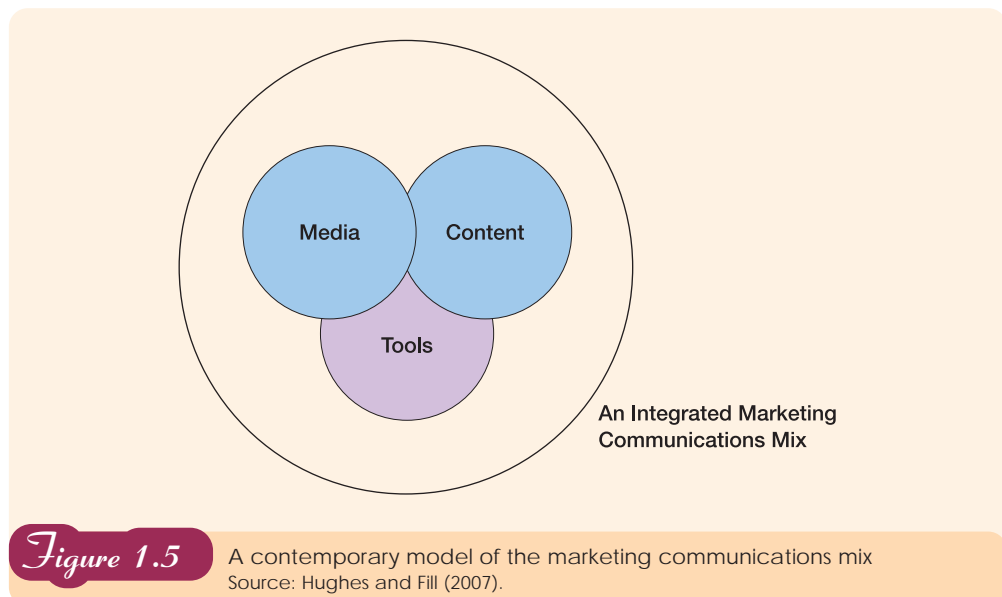 Media
Content
Tools
An Integrated Marketing
Communications Mix
Figure 1.5
A contemporary model of the marketing communications mix
Source: Hughes and Fill (2007).